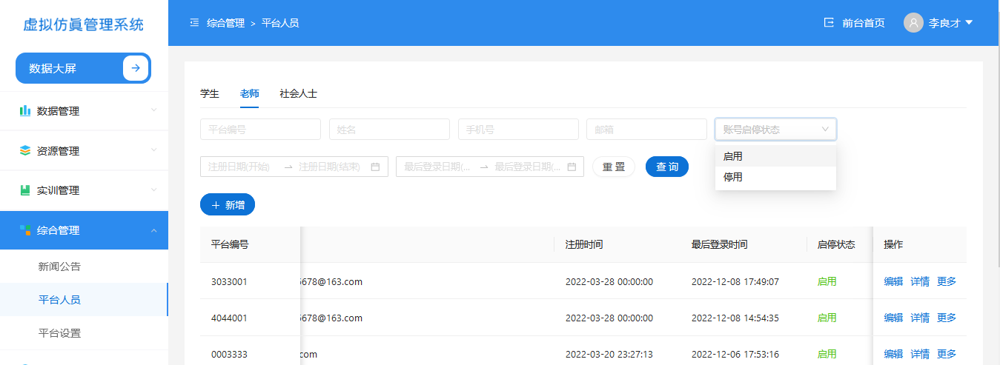 虚拟仿真管理系统
综合管理 > 平台人员
前台首页
李良才
数据大屏
数据管理
资源管理
实训管理
综合管理
新闻公告
平台人员
平台设置
学生 老师 社会人士
平台编号 姓名 手机号 邮箱 账号启停状态
启用
停用
注册日期(开始) → 注册日期(结束) 最后登录日期(... → 最后登录日期(... 重置 查询
+ 新增
平台编号 注册时间 最后登录时间 启停状态 操作
3033001 5678@163.com 2022-03-28 00:00:00 2022-12-08 17:49:07 启用 编辑 详情 更多
4044001 5678@163.com 2022-03-28 00:00:00 2022-12-08 14:54:35 启用 编辑 详情 更多
0003333 .com 2022-03-20 23:27:13 2022-12-06 17:53:16 启用 编辑 详情 更多